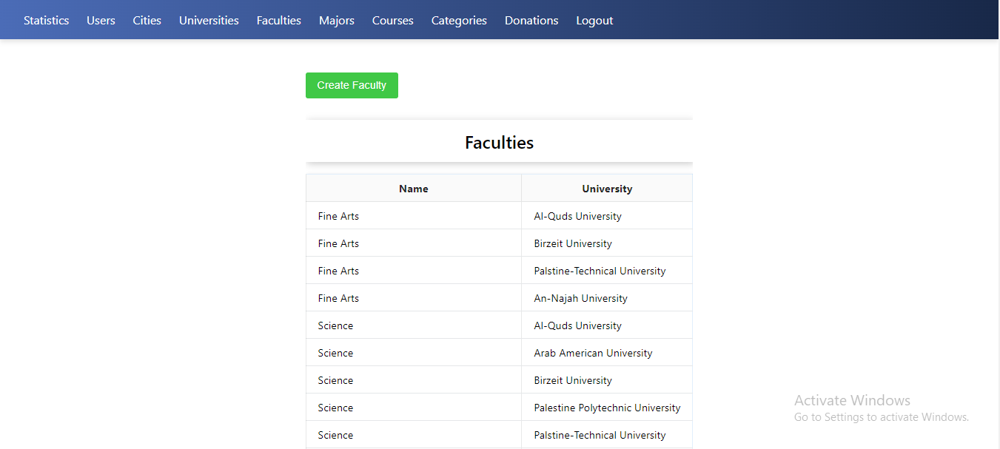 Statistics Users Cities Universities Faculties Majors Courses Categories Donations Logout
Create Faculty
Faculties
Name University
Fine Arts Al-Quds University
Fine Arts Birzeit University
Fine Arts Palstine-Technical University
Fine Arts An-Najah University
Science Al-Quds University
Science Arab American University
Science Birzeit University
Science Palestine Polytechnic University
Science Palstine-Technical University
Activate Windows
Go to Settings to activate Windows.